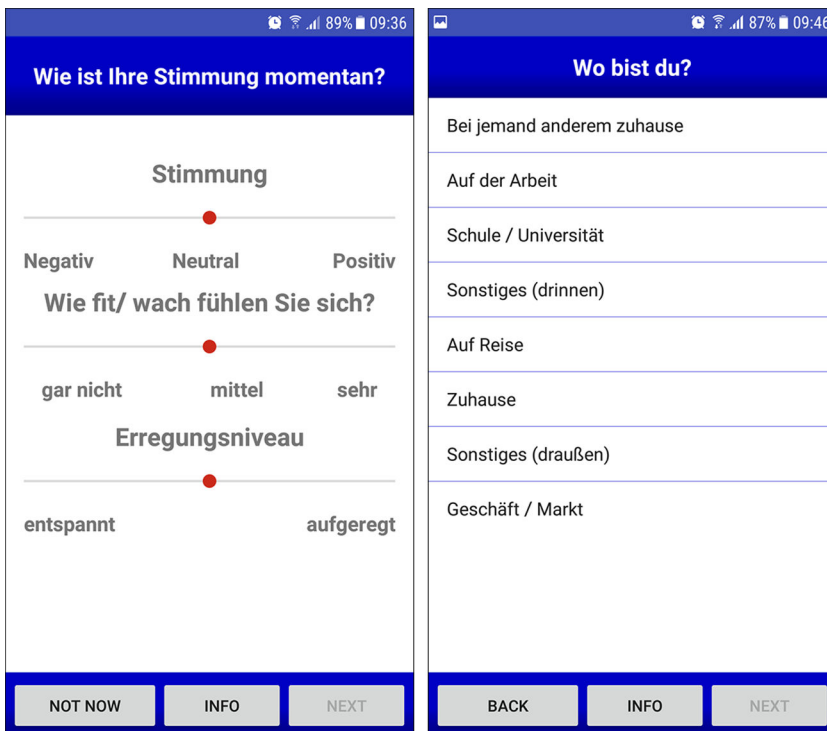 89% 09:36
Wie ist Ihre Stimmung momentan?
Stimmung
Negativ Neutral Positiv
Wie fit/ wach fühlen Sie sich?
gar nicht mittel sehr
Erregungsniveau
entspannt aufgeregt
NOT NOW INFO NEXT
87% 09:46
Wo bist du?
Bei jemand anderem zuhause
Auf der Arbeit
Schule / Universität
Sonstiges (drinnen)
Auf Reise
Zuhause
Sonstiges (draußen)
Geschäft / Markt
BACK INFO NEXT